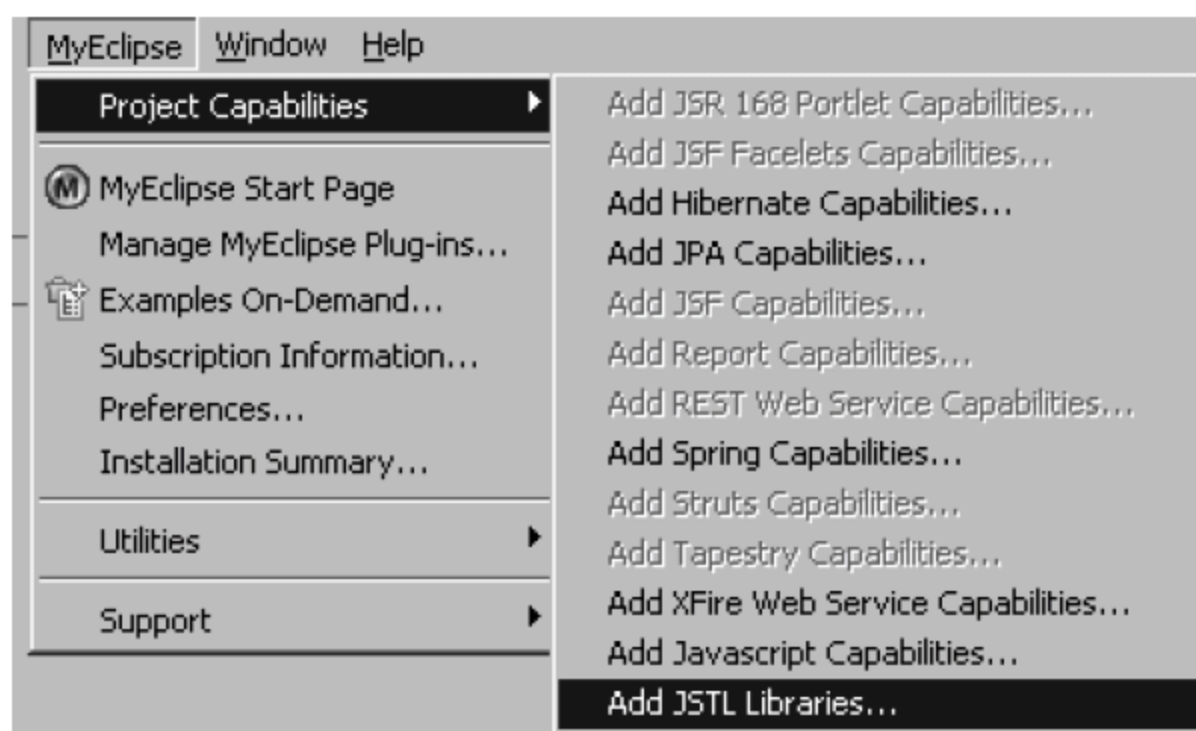 MyEclipse Window Help
Project Capabilities
MyEclipse Start Page
Manage MyEclipse Plug-ins...
Examples On-Demand...
Subscription Information...
Preferences...
Installation Summary...
Utilities
Support
Add JSR 168 Portlet Capabilities...
Add JSF Facelets Capabilities...
Add Hibernate Capabilities...
Add JPA Capabilities...
Add JSF Capabilities...
Add Report Capabilities...
Add REST Web Service Capabilities...
Add Spring Capabilities...
Add Struts Capabilities...
Add Tapestry Capabilities...
Add XFire Web Service Capabilities...
Add Javascript Capabilities...
Add JSTL Libraries...